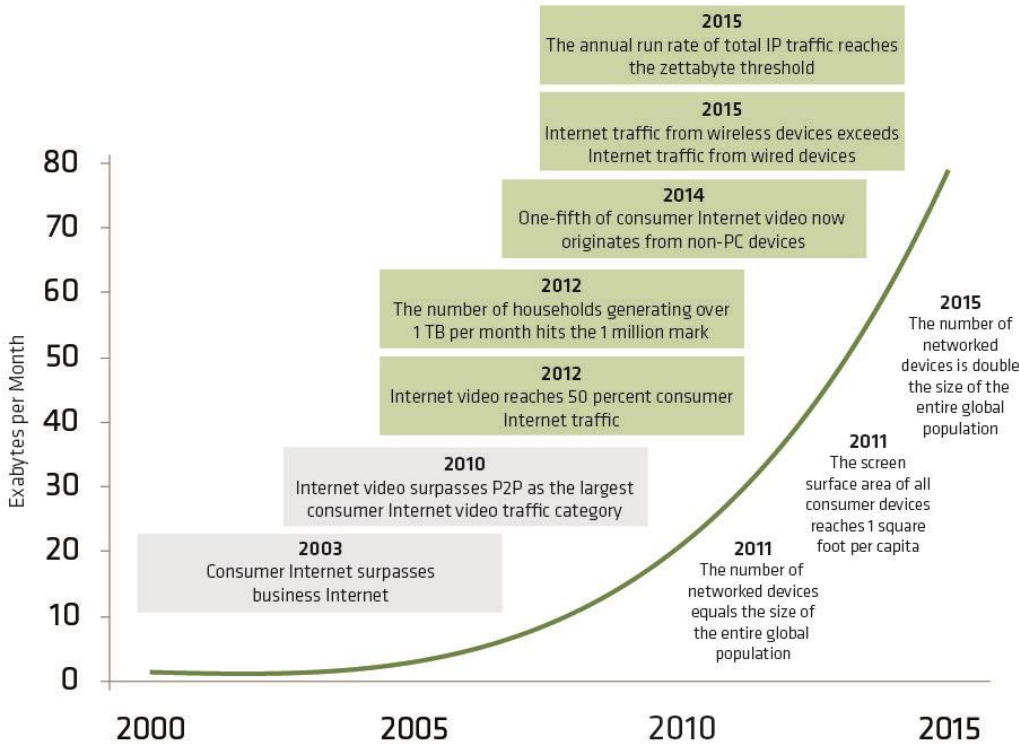 2015
The annual run rate of total IP traffic reaches
the zettabyte threshold
2015
Internet traffic from wireless devices exceeds
Internet traffic from wired devices
2014
One-fifth of consumer Internet video now
originates from non-PC devices
2012
The number of households generating over
1 TB per month hits the 1 million mark
2012
Internet video reaches 50 percent consumer
Internet traffic
2010
Internet video surpasses P2P as the largest
consumer Internet video traffic category
2003
Consumer Internet surpasses
business Internet
2015
The number of
networked
devices is double
the size of the
entire global
population
2011
The screen
surface area of all
consumer devices
reaches 1 square
foot per capita
2011
The number of
networked devices
equals the size of
the entire global
population
Exabytes per Month
80
70
60
50
40
30
20
10
0
2000
2005
2010
2015